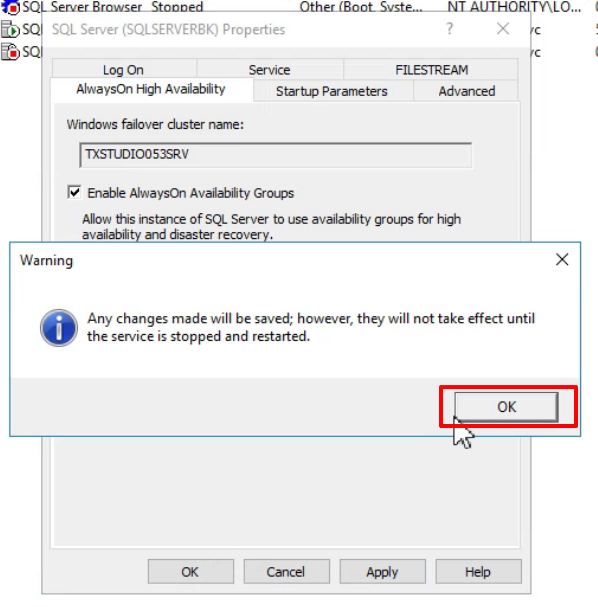 SQL Server Browser Stopped Other (Boot, Syste... NT AUTHORITY\LO...
SQL Server (SQLSERVERBK) Properties ? ×
Log On Service FILESTREAM
AlwaysOn High Availability Startup Parameters Advanced
Windows failover cluster name:
TXSTUDIO053SRV
Enable AlwaysOn Availability Groups
Allow this instance of SQL Server to use availability groups for high
availability and disaster recovery.
Warning
Any changes made will be saved; however, they will not take effect until
the service is stopped and restarted.
OK
OK Cancel Apply Help